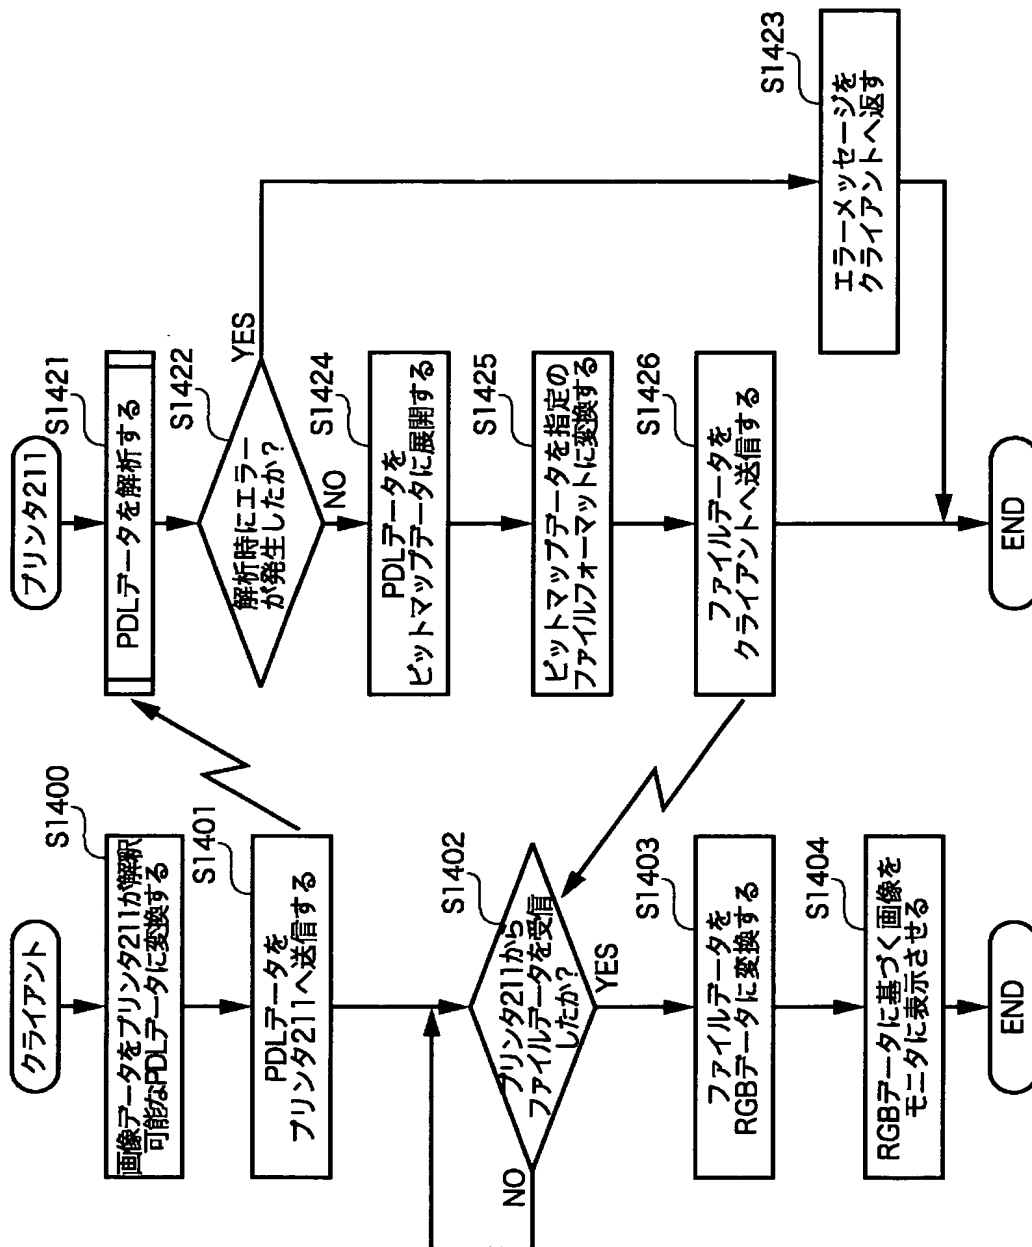 クライアント
S1400
画像データをプリンタ211が解釈
可能なPDLデータに変換する
S1401
PDLデータを
プリンタ211へ送信する
S1402
プリンタ211から
ファイルデータを受信
したか?
NO
YES
S1403
ファイルデータを
RGBデータに変換する
S1404
RGBデータに基づく画像を
モニタに表示させる
END
プリンタ211
S1421
PDLデータを解析する
S1422
解析時にエラー
が発生したか?
YES
NO
S1424
PDLデータを
ビットマップデータに展開する
S1425
ビットマップデータを指定の
ファイルフォーマットに変換する
S1426
ファイルデータを
クライアントへ送信する
S1423
エラーメッセージを
クライアントへ返す
END